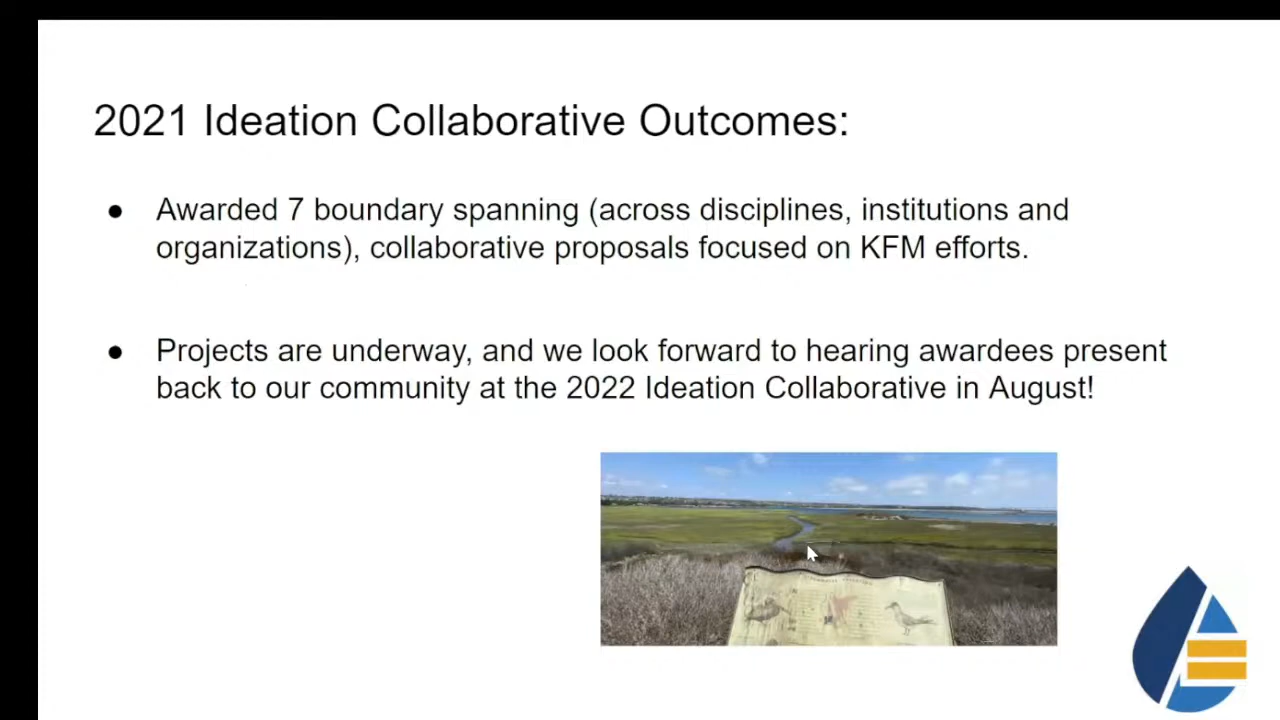 2021 Ideation Collaborative Outcomes:
● Awarded 7 boundary spanning (across disciplines, institutions and
organizations), collaborative proposals focused on KFM efforts.
● Projects are underway, and we look forward to hearing awardees present
back to our community at the 2022 Ideation Collaborative in August!